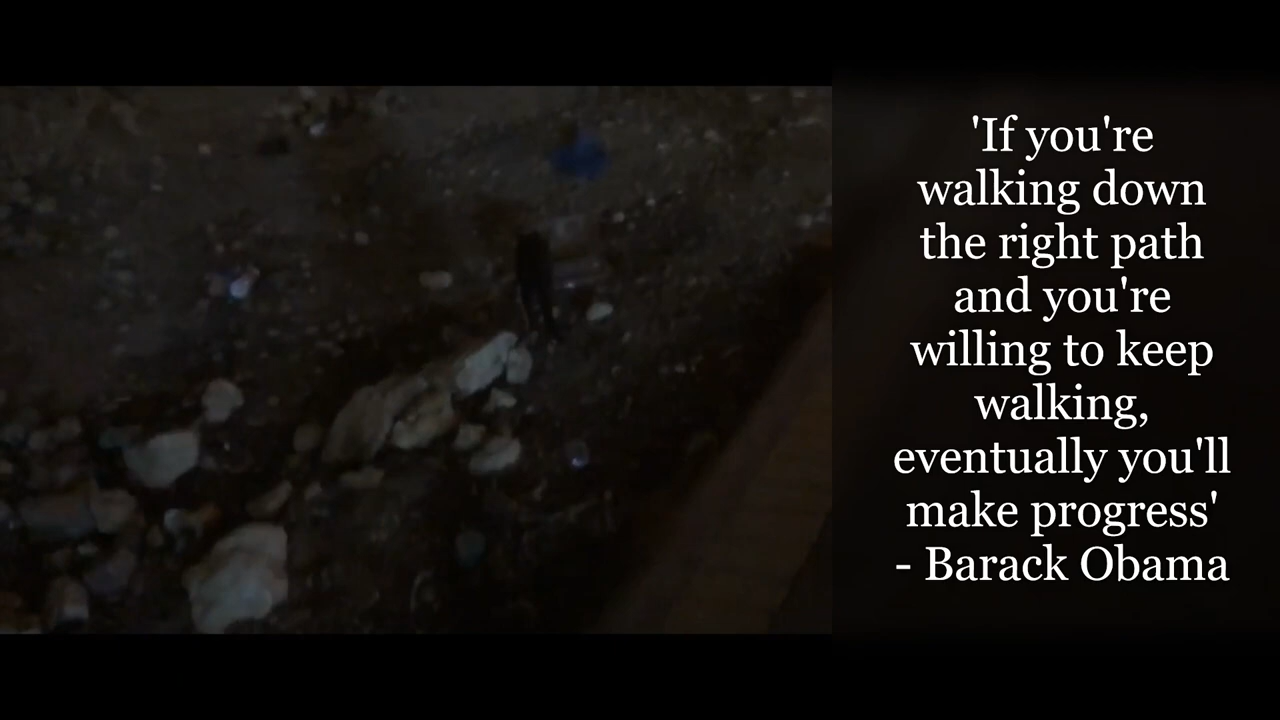 'If you're
walking down
the right path
and you're
willing to keep
walking,
eventually you'll
make progress'
- Barack Obama